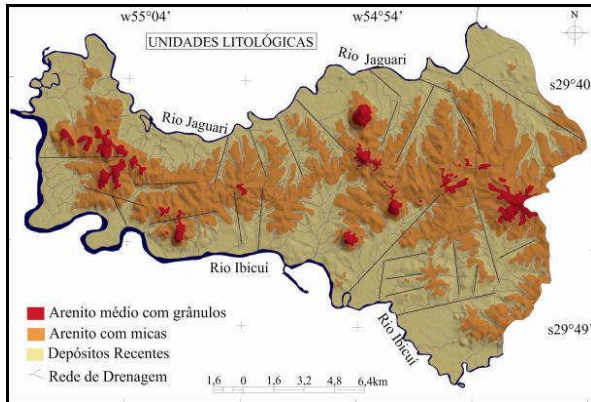 w55°04’
w54°54’
N
UNIDADES LITOLÓGICAS
Rio Jaguari
s29°40
Rio Jaguari
Rio Ibicuí
Rio Ibicuí
Arenito médio com grânulos
Arenito com micas
Depósitos Recentes
Rede de Drenagem
s29°49’
1,6 0 1,6 3,2 4,8 6,4km